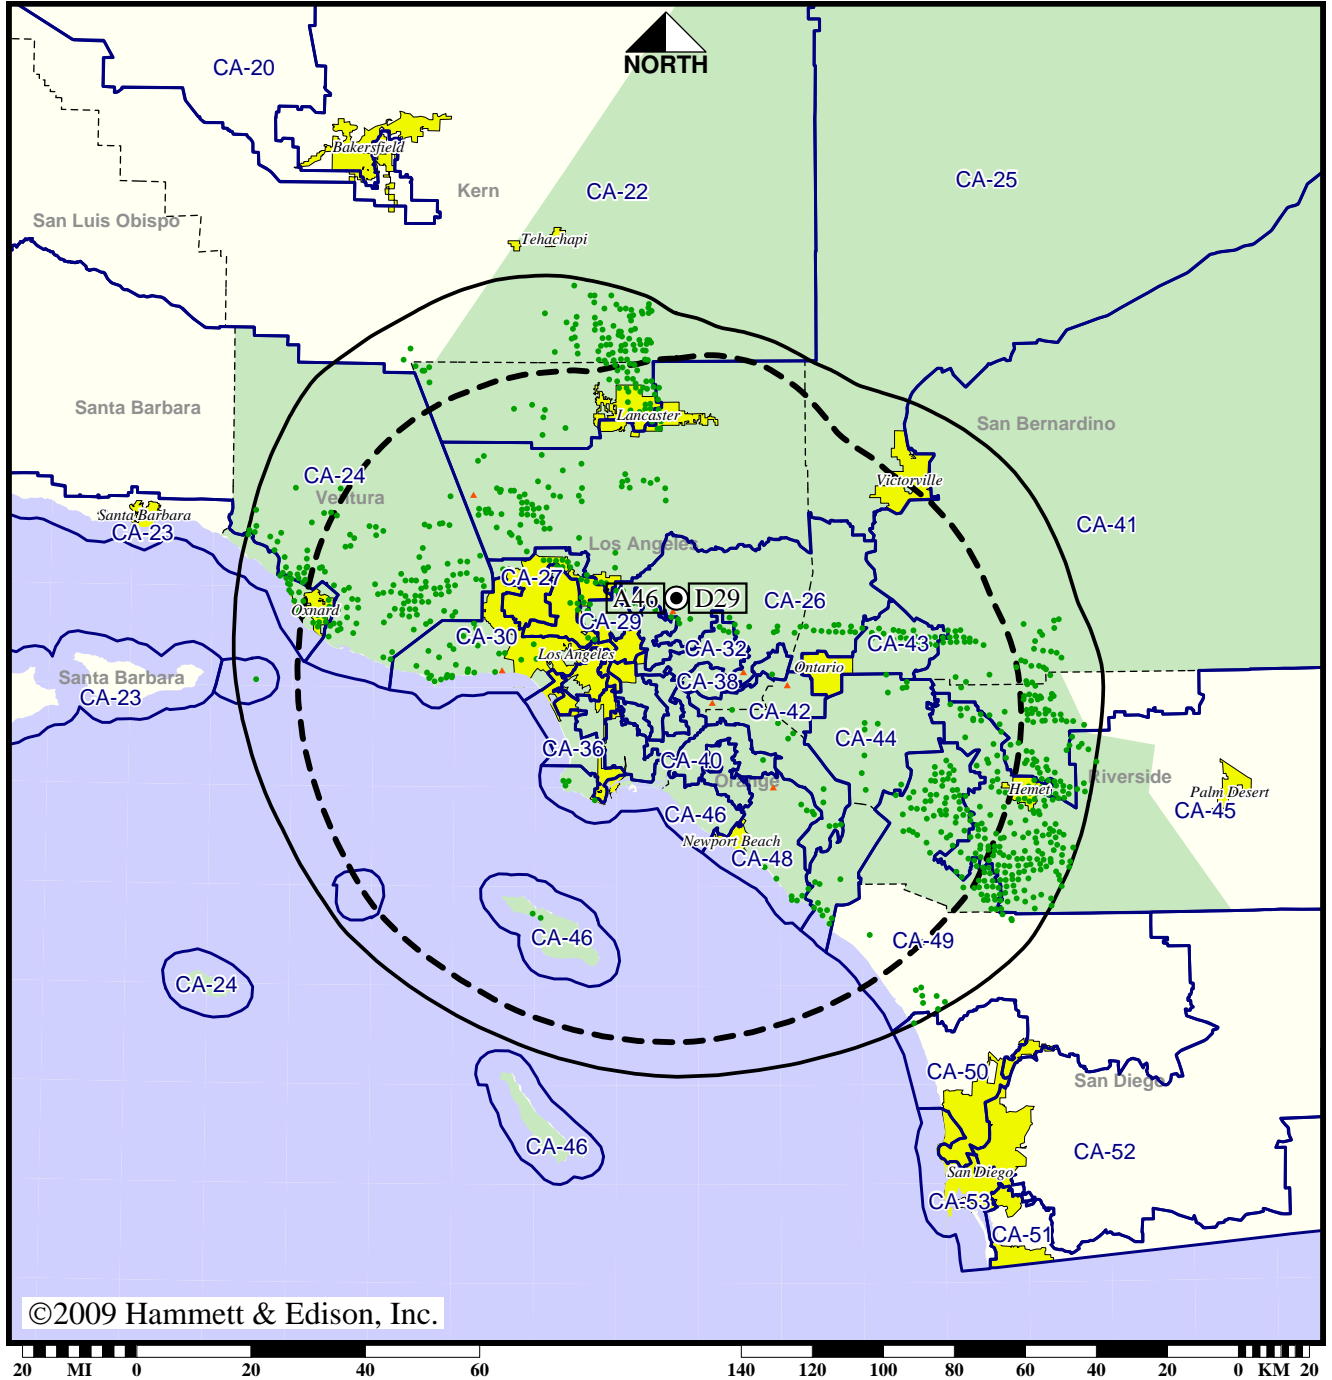 NORTH
CA-20
Bakersfield
Kern
CA-22
CA-25
San Luis Obispo
Tehachapi
Santa Barbara
Lancaster
San Bernardino
CA-24
Ventura
Victorville
Santa Barbara
CA-23
CA-41
Los Angeles
CA-27
A46
D29
CA-26
Oxnard
CA-29
CA-30
CA-32
CA-43
Los Angeles
Ontario
Santa Barbara
CA-23
CA-38
CA-42
CA-44
CA-36
CA-40
Orange
Hemet
Riverside
Palm Desert
CA-45
CA-46
Newport Beach
CA-48
CA-46
CA-49
CA-24
CA-50
San Diego
CA-46
CA-52
San Diego
CA-53
CA-51
©2009 Hammett & Edison, Inc.
20 MI 0 20 40 60 140 120 100 80 60 40 20 0 KM 20